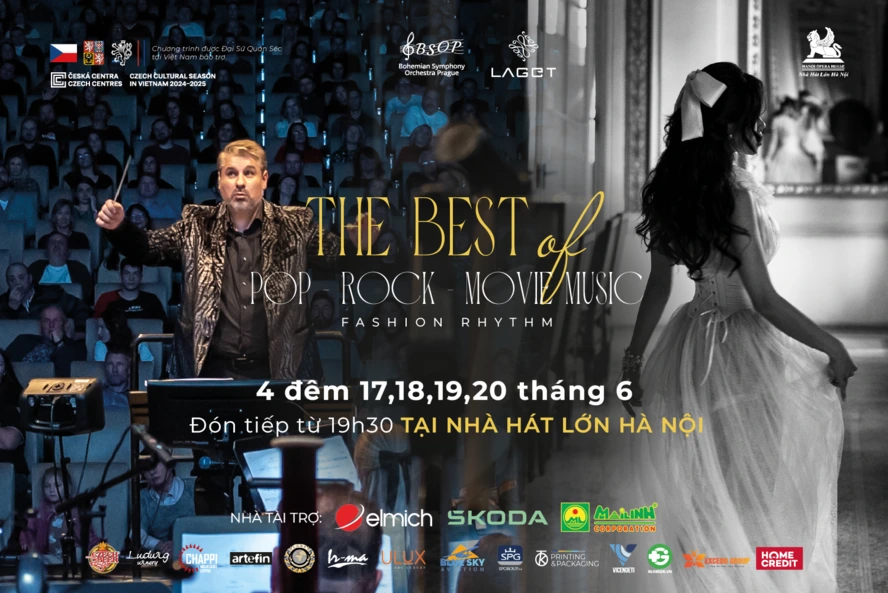 Chương trình được Đại Sứ Quán Séc
tại Việt Nam bảo trợ
ČESKÁ CENTRA
CZECH CENTRES
CZECH CULTURAL SEASON
IN VIETNAM 2024-2025
BSOP
Bohemian Symphony
Orchestra Prague
LAGET
HANOI OPERA HOUSE
Nhà Hát Lớn Hà Nội
THE BEST of
POP - ROCK - MOVIE MUSIC
FASHION RHYTHM
4 đêm 17,18,19,20 tháng 6
Đón tiếp từ 19h30 TẠI NHÀ HÁT LỚN HÀ NỘI
NHÀ TÀI TRỢ:
elmich
ŠKODA
ML
MAILINH
CORPORATION
Ludwig
winery
CHAPPI
artefin
h-ma
ULUX
BLUE SKY
AVIATION
SPG
PRINTING
& PACKAGING
VICENDETI
HOME
CREDIT